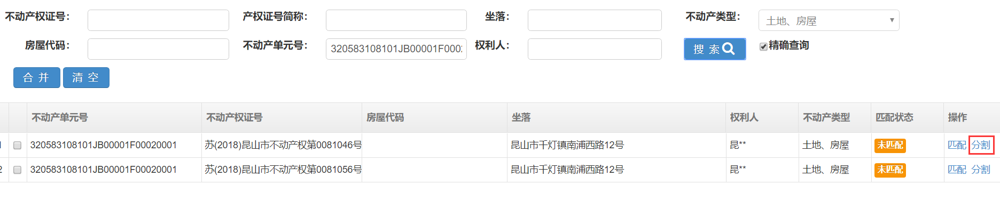 不动产权证号： 产权证号简称： 坐落： 不动产类型： 土地、房屋
房屋代码： 不动产单元号： 320583108101JB00001F000 权利人： 搜 索 精确查询
合 并 清 空
不动产单元号 不动产权证号 房屋代码 坐落 权利人 不动产类型 匹配状态 操作
1 320583108101JB00001F00020001 苏(2018)昆山市不动产权第0081046号 昆山市千灯镇南浦西路12号 昆** 土地、房屋 未匹配 匹配 分割
2 320583108101JB00001F00020001 苏(2018)昆山市不动产权第0081056号 昆山市千灯镇南浦西路12号 昆** 土地、房屋 未匹配 匹配 分割